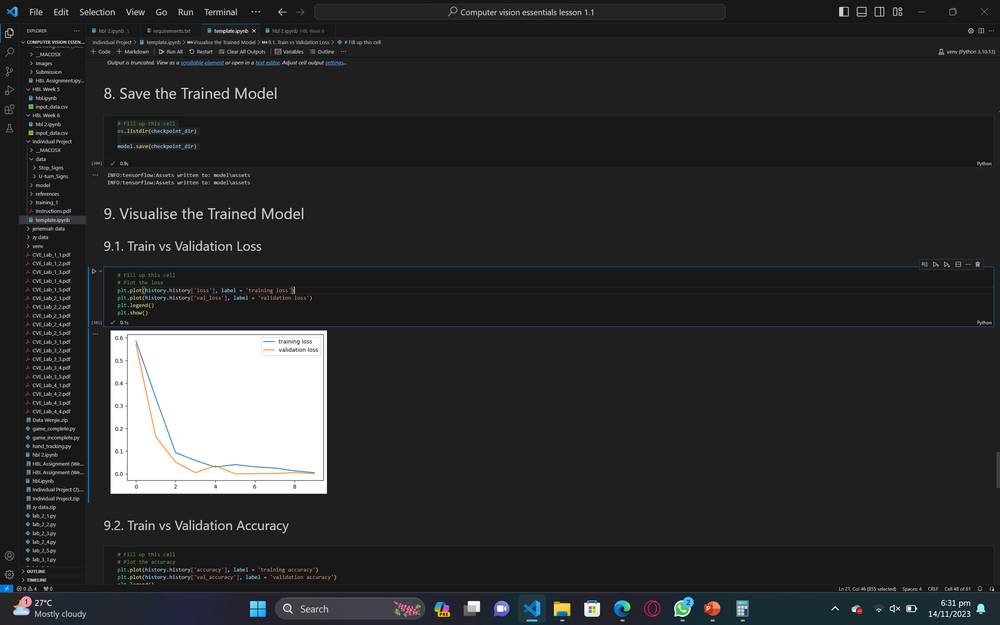 File Edit Selection View Go Run Terminal ··· Computer vision essentials lesson 1.1
EXPLORER ···
hbl 2.ipynb .\ requirements.txt template.ipynb hbl 2.ipynb HBL Week 6
COMPUTER VISION ESSEN...
Individual Project > template.ipynb > M↓Visualise the Trained Model > M↓9.1. Train vs Validation Loss > # Fill up this cell
+ Code + Markdown Run All Restart Clear All Outputs Variables Outline ··· venv (Python 3.10.13)
__MACOSX
Images
Submission
HBL Assignment.ipy...
HBL Week 5
hbl.ipynb
input_data.csv
HBL Week 6
hbl 2.ipynb
input_data.csv
Individual Project
__MACOSX
data
Stop_Signs
U-turn_Signs
model
references
training_1
Instructions.pdf
template.ipynb
jeriemiah data
Jy data
venv
CVE_Lab_1_1.pdf
CVE_Lab_1_2.pdf
CVE_Lab_1_3.pdf
CVE_Lab_1_4.pdf
CVE_Lab_1_5.pdf
CVE_Lab_2_1.pdf
CVE_Lab_2_2.pdf
CVE_Lab_2_3.pdf
CVE_Lab_2_4.pdf
CVE_Lab_2_5.pdf
CVE_Lab_3_1.pdf
CVE_Lab_3_2.pdf
CVE_Lab_3_3.pdf
CVE_Lab_3_4.pdf
CVE_Lab_3_5.pdf
CVE_Lab_4_1.pdf
CVE_Lab_4_2.pdf
CVE_Lab_4_3.pdf
CVE_Lab_4_4.pdf
Data Wenjie.zip
game_complete.py
game_incomplete.py
hand_tracking.py
hbl 2.ipynb
HBL Assignment (We...
HBL Assignment (We...
hbl.ipynb
Individual Project (2)....
Individual Project.zip
Jy data.zip
lab_2_1.py
lab_2_2.py
lab_2_3.py
lab_2_4.py
lab_2_5.py
lab_3_1.py
OUTLINE
TIMELINE
Output is truncated. View as a scrollable element or open in a text editor. Adjust cell output settings...
8. Save the Trained Model
# Fill up this cell
os.listdir(checkpoint_dir)
model.save(checkpoint_dir)
[200] 0.9s Python
··· INFO:tensorflow:Assets written to: model\assets
INFO:tensorflow:Assets written to: model\assets
9. Visualise the Trained Model
9.1. Train vs Validation Loss
# Fill up this cell
# Plot the loss
plt.plot(history.history['loss'], label = 'training loss')
plt.plot(history.history['val_loss'], label = 'validation loss')
plt.legend()
plt.show()
[201] 0.1s Python
0.6
0.5
0.4
0.3
0.2
0.1
0.0
0 2 4 6 8
training loss
validation loss
9.2. Train vs Validation Accuracy
# Fill up this cell
# Plot the accuracy
plt.plot(history.history['accuracy'], label = 'training accuracy')
plt.plot(history.history['val_accuracy'], label = 'validation accuracy')
plt.legend()
0 4 0 Ln 21, Col 46 (855 selected) Spaces: 4 CRLF Cell 48 of 61
1 27°C
Mostly cloudy
Search
PRE
2
P
6:31 pm
14/11/2023